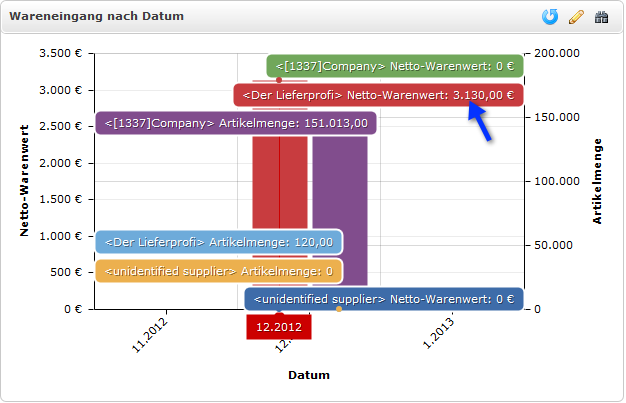 Wareneingang nach Datum
3.500 €
3.000 €
2.500 €
2.000 €
1.500 €
1.000 €
500 €
0 €
Netto-Warenwert
<[1337]Company> Netto-Warenwert: 0 €
<Der Lieferprofi> Netto-Warenwert: 3.130,00 €
<[1337]Company> Artikelmenge: 151.013,00
<Der Lieferprofi> Artikelmenge: 120,00
<unidentified supplier> Artikelmenge: 0
<unidentified supplier> Netto-Warenwert: 0 €
200.000
150.000
100.000
50.000
0
Artikelmenge
11.2012
12.2012
1.2013
Datum